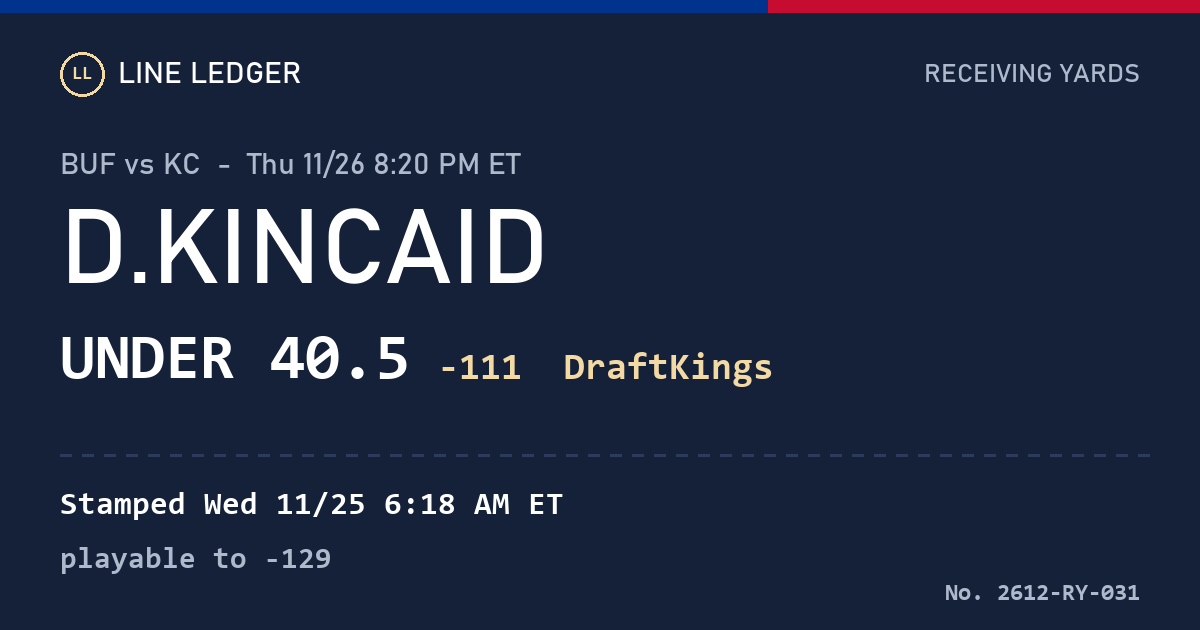 LL LINE LEDGER
RECEIVING YARDS
BUF vs KC - Thu 11/26 8:20 PM ET
D.KINCAID
UNDER 40.5 -111 DraftKings
Stamped Wed 11/25 6:18 AM ET
playable to -129
No. 2612-RY-031